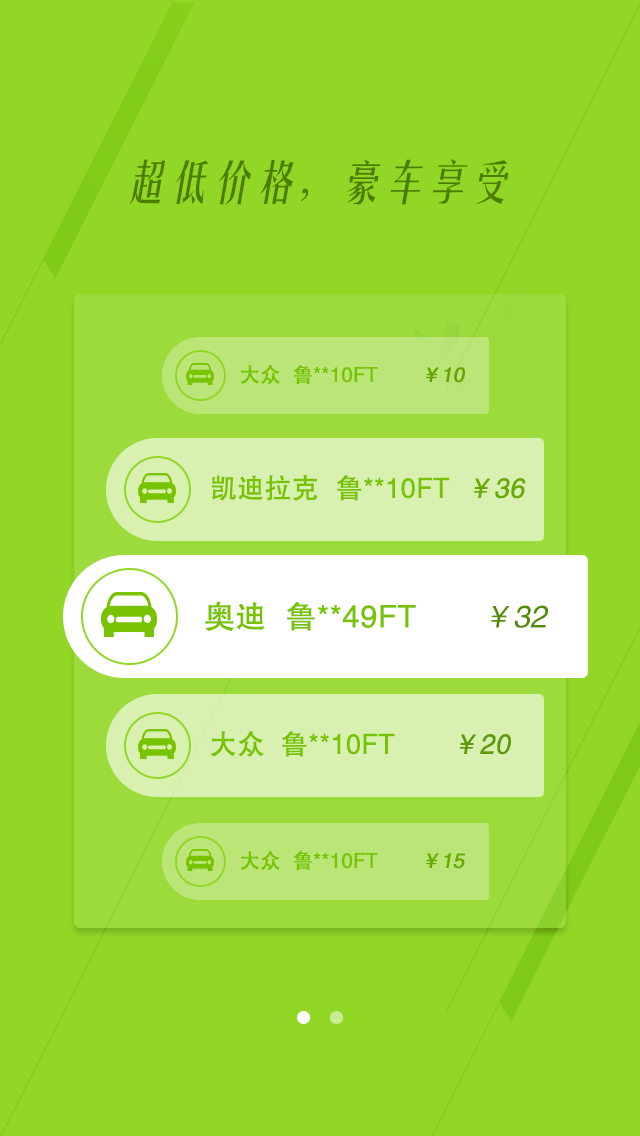 超低价格，豪车享受
大众 鲁**10FT ￥10
凯迪拉克 鲁**10FT ￥36
奥迪 鲁**49FT ￥32
大众 鲁**10FT ￥20
大众 鲁**10FT ￥15